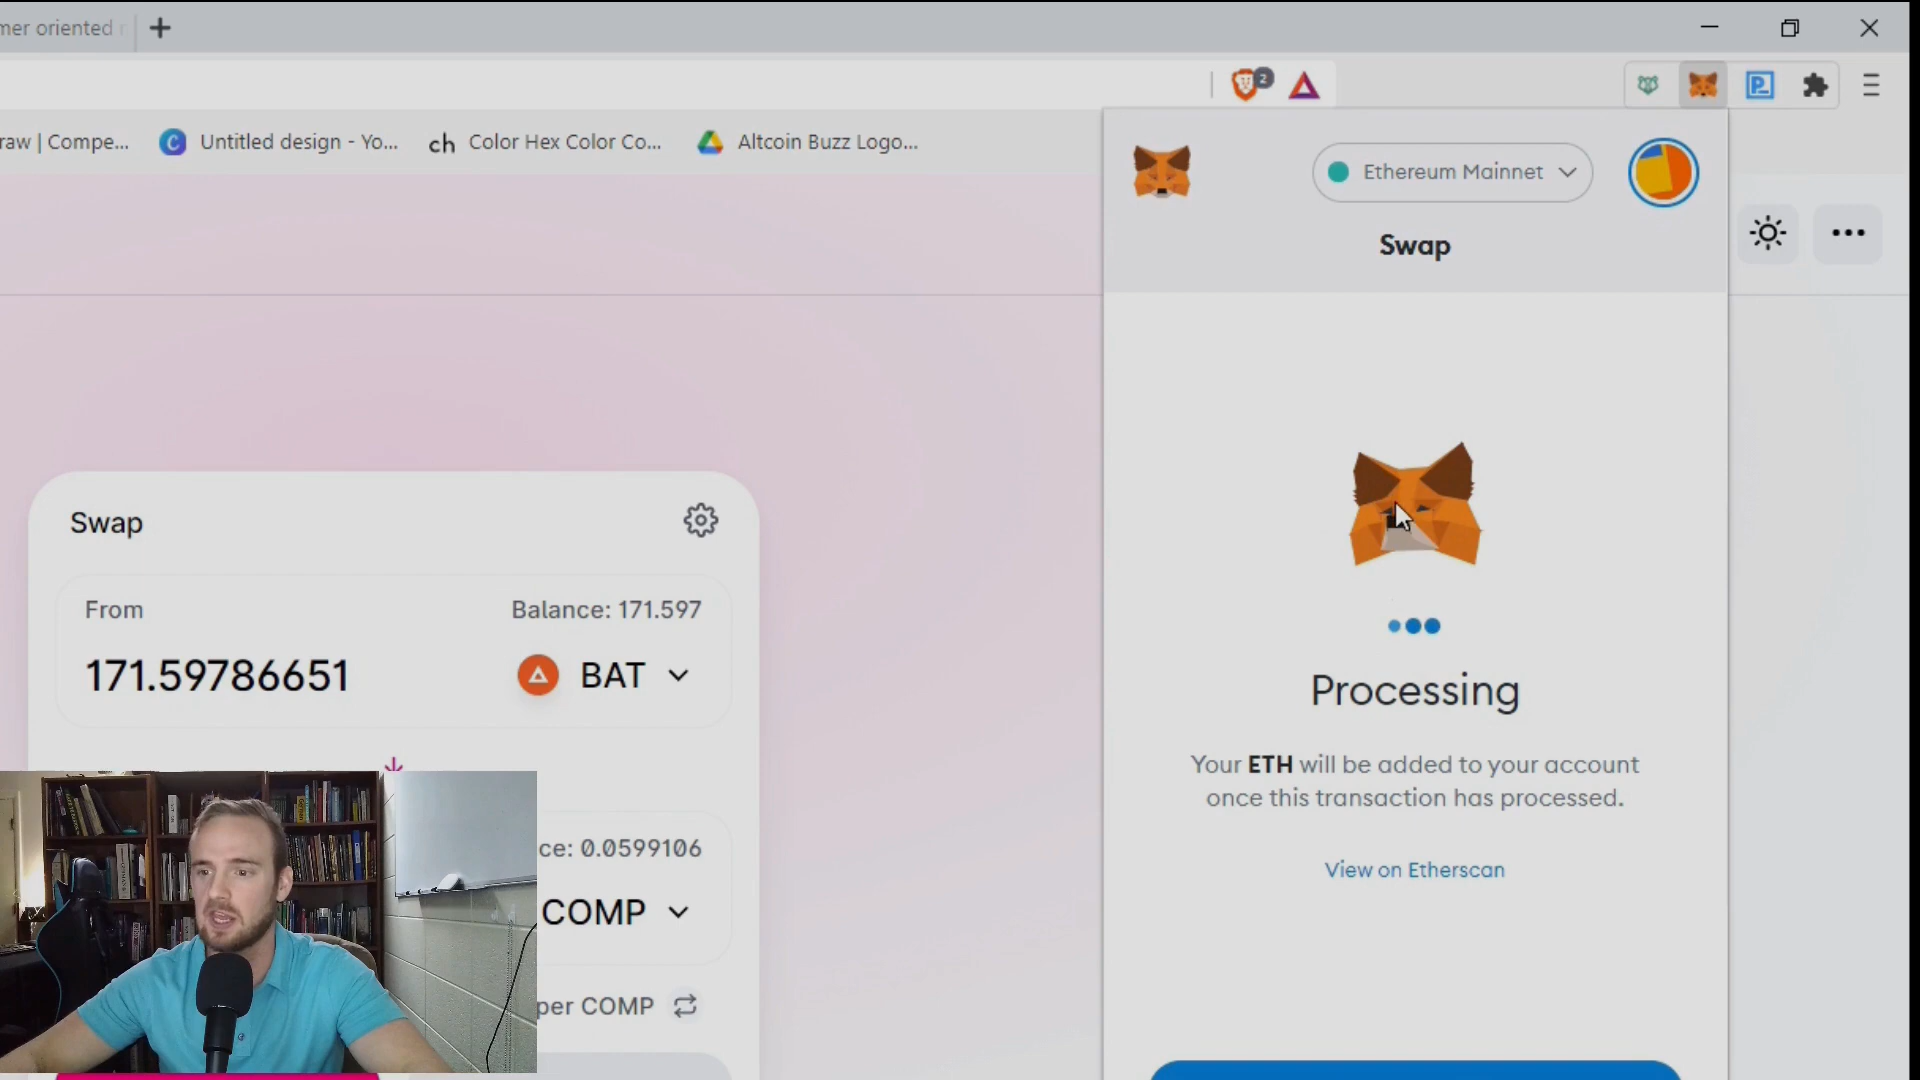 mer oriented
2
raw | Compe...
Untitled design - Yo...
ch
Color Hex Color Co...
Altcoin Buzz Logo...
Ethereum Mainnet
Swap
Swap
From
Balance: 171.597
171.59786651
BAT
ce: 0.0599106
COMP
per COMP
Processing
Your ETH will be added to your account
once this transaction has processed.
View on Etherscan